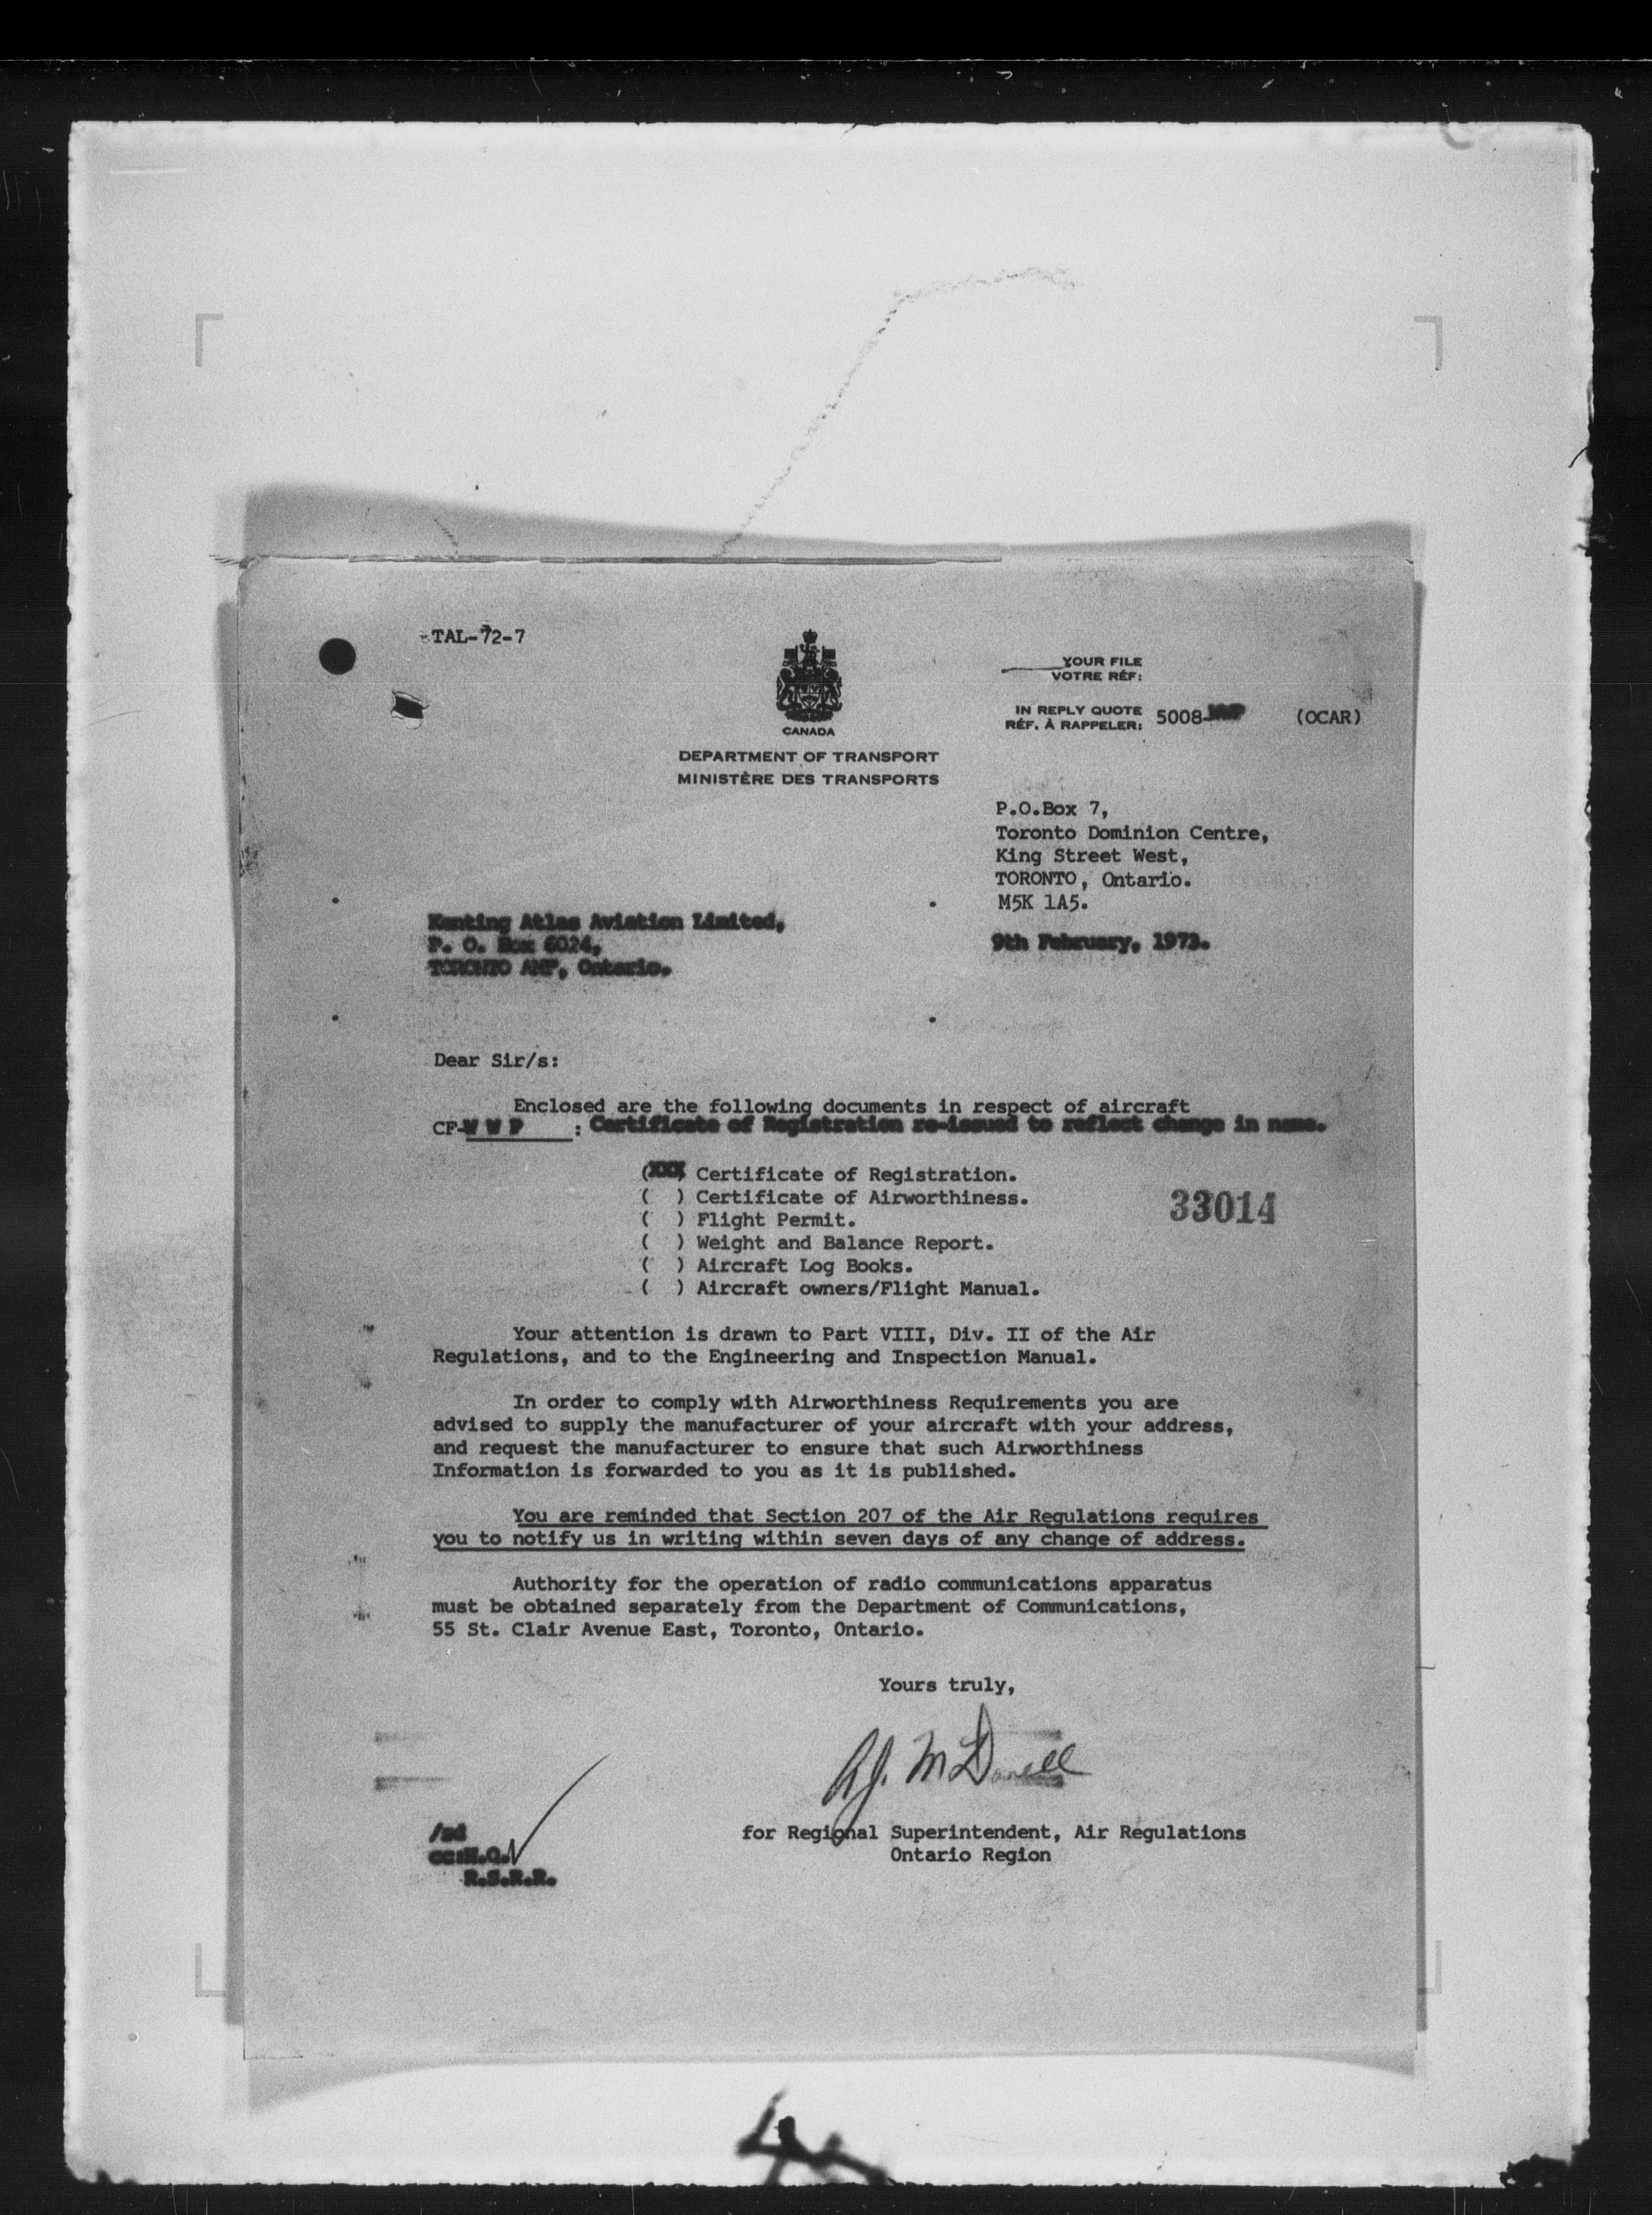 TAL-72-7
YOUR FILE
VOTRE RÉF:
IN REPLY QUOTE
RÉF. À RAPPELER: 5008- (OCAR)
CANADA
DEPARTMENT OF TRANSPORT
MINISTÈRE DES TRANSPORTS
P.O.Box 7,
Toronto Dominion Centre,
King Street West,
TORONTO, Ontario.
M5K 1A5.
Kenting Atlas Aviation Limited,
P. O. Box 6024,
TORONTO AMF, Ontario.
9th February, 1973.
Dear Sir/s:
Enclosed are the following documents in respect of aircraft
CF-W W P : Certificate of Registration re-issued to reflect change in name.
(XXX) Certificate of Registration.
( ) Certificate of Airworthiness.
( ) Flight Permit.
( ) Weight and Balance Report.
( ) Aircraft Log Books.
( ) Aircraft owners/Flight Manual.
33014
Your attention is drawn to Part VIII, Div. II of the Air
Regulations, and to the Engineering and Inspection Manual.
In order to comply with Airworthiness Requirements you are
advised to supply the manufacturer of your aircraft with your address,
and request the manufacturer to ensure that such Airworthiness
Information is forwarded to you as it is published.
You are reminded that Section 207 of the Air Regulations requires
you to notify us in writing within seven days of any change of address.
Authority for the operation of radio communications apparatus
must be obtained separately from the Department of Communications,
55 St. Clair Avenue East, Toronto, Ontario.
Yours truly,
for Regional Superintendent, Air Regulations
Ontario Region
cc:H.Q.
R.S.R.R.